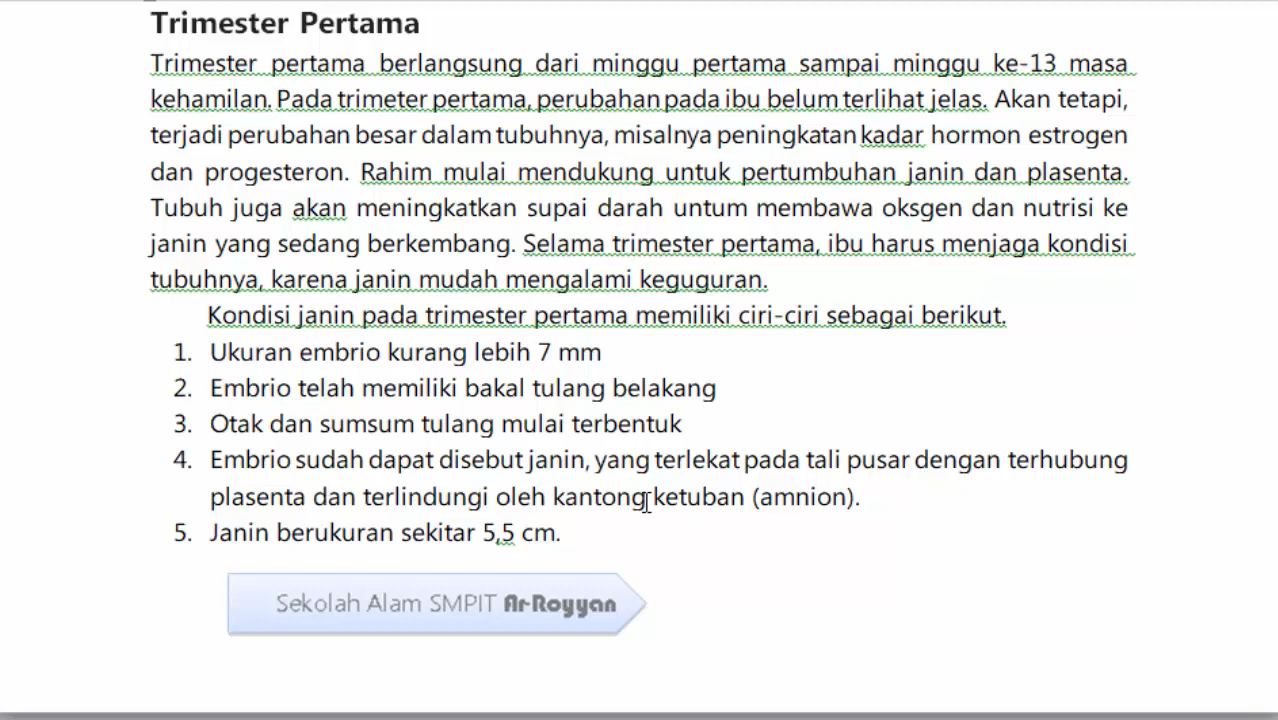 Trimester Pertama
Trimester pertama berlangsung dari minggu pertama sampai minggu ke-13 masa
kehamilan. Pada trimeter pertama, perubahan pada ibu belum terlihat jelas. Akan tetapi,
terjadi perubahan besar dalam tubuhnya, misalnya peningkatan kadar hormon estrogen
dan progesteron. Rahim mulai mendukung untuk pertumbuhan janin dan plasenta.
Tubuh juga akan meningkatkan supai darah untum membawa oksgen dan nutrisi ke
janin yang sedang berkembang. Selama trimester pertama, ibu harus menjaga kondisi
tubuhnya, karena janin mudah mengalami keguguran.
Kondisi janin pada trimester pertama memiliki ciri-ciri sebagai berikut.
1. Ukuran embrio kurang lebih 7 mm
2. Embrio telah memiliki bakal tulang belakang
3. Otak dan sumsum tulang mulai terbentuk
4. Embrio sudah dapat disebut janin, yang terlekat pada tali pusar dengan terhubung
plasenta dan terlindungi oleh kantong ketuban (amnion).
5. Janin berukuran sekitar 5,5 cm.
Sekolah Alam SMPIT Ar-Royyan